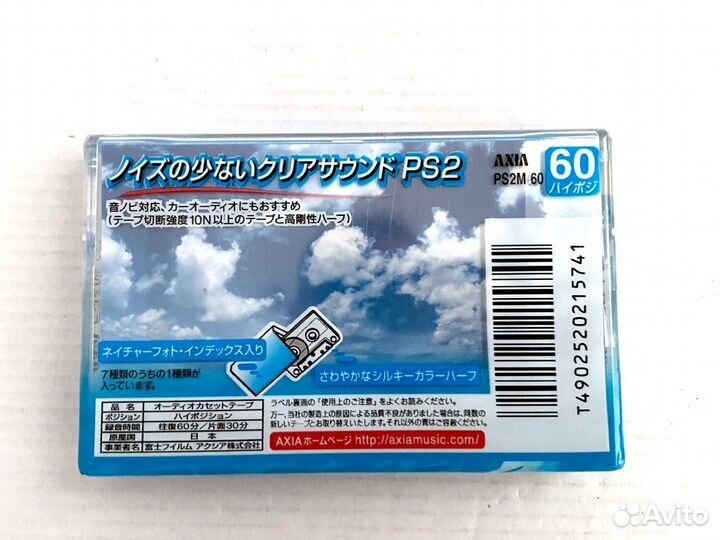 ノイズの少ないクリアサウンド PS2
AXIA
PS2M 60
60
ハイポジ
音ノビ対応、カーオーディオにもおすすめ
(テープ切断強度10N以上のテープと高剛性ハーフ)
T4902520215741
ネイチャーフォト・インデックス入り
7種類のうちの1種類が
入っています。
さわやかなシルキーカラーハーフ
品名 オーディオカセットテープ
ポジション ハイポジション
録音時間 往復60分/片面30分
原産国 日本
事業者名 富士フイルム アクシア株式会社
ラベル裏面の「使用上のご注意」をよくお読みください。
万一、当社の製造上の原因による品質不良がありました場合は、同数の
新しいテープとお取り替えいたします。それ以外の責はご容赦ください。
AXIAホームページ http://axiamusic.com/
Avito